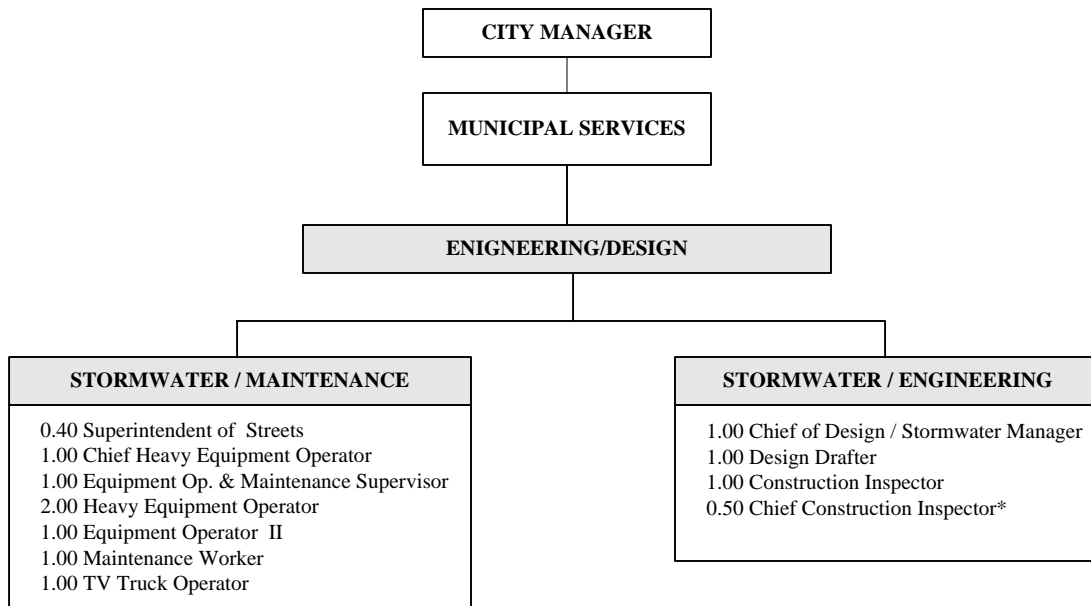 CITY MANAGER
MUNICIPAL SERVICES
ENIGNEERING/DESIGN
STORMWATER / MAINTENANCE
0.40 Superintendent of Streets
1.00 Chief Heavy Equipment Operator
1.00 Equipment Op. & Maintenance Supervisor
2.00 Heavy Equipment Operator
1.00 Equipment Operator II
1.00 Maintenance Worker
1.00 TV Truck Operator
STORMWATER / ENGINEERING
1.00 Chief of Design / Stormwater Manager
1.00 Design Drafter
1.00 Construction Inspector
0.50 Chief Construction Inspector*